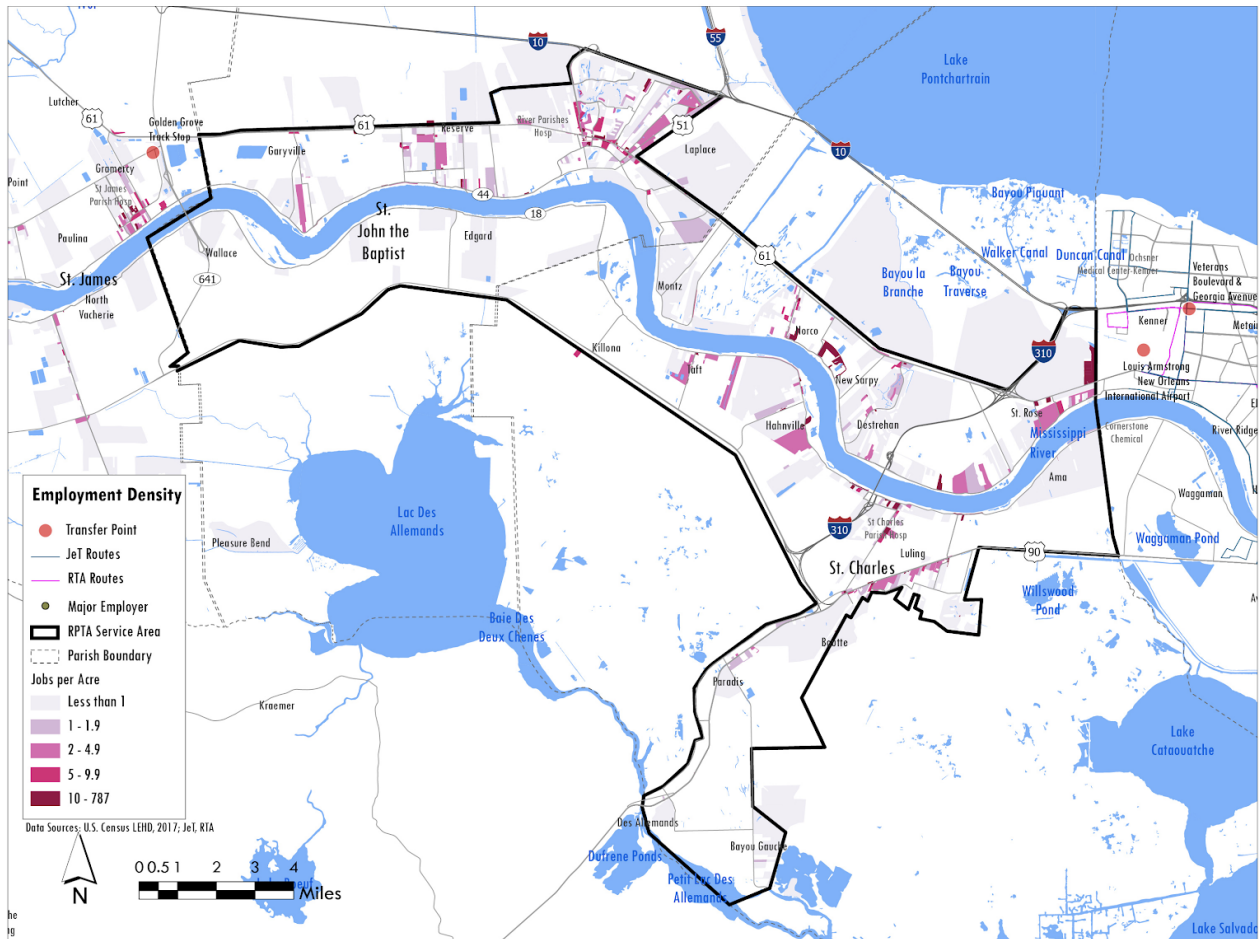 10
55
Lake
Pontchartrain
Lutcher
61
Golden Grove
Truck Stop
61
Reserve
River Parishes
Hosp
51
Laplace
10
Garyville
Gramercy
St James
Parish Hosp
Point
44
18
St.
John the
Baptist
Edgard
Bayou Piquant
Walker Canal
Duncan Canal
Ochsner
Medical Center-Kenner
Veterans
Boulevard &
Georgia Avenue
Paulina
Wallace
641
St. James
North
Vacherie
61
Bayou la
Branche
Bayou
Traverse
Montz
Kenner
Norco
Killona
310
Taft
New Sarpy
Louis Armstrong
New Orleans
International Airport
St. Rose
Hahnville
Destrehan
Mississippi
River
Cornerstone
Chemical
River Ridge
Ama
Waggaman
Employment Density
Transfer Point
JeT Routes
RTA Routes
Major Employer
RPTA Service Area
Parish Boundary
Jobs per Acre
Less than 1
1 - 1.9
2 - 4.9
5 - 9.9
10 - 787
Data Sources: U.S. Census LEHD, 2017; JeT, RTA
Lac Des
Allemands
Pleasure Bend
310
St Charles
Parish Hosp
Luling
St. Charles
90
Waggaman Pond
Willswood
Pond
Baie Des
Deux Chenes
Boutte
Paradis
Kraemer
Lake
Cataouatche
Des Allemands
Dufrene Ponds
Bayou Gauche
Petit Lac Des
Allemands
N
0 0.5 1 2 3 4
Miles
Lake Salvado